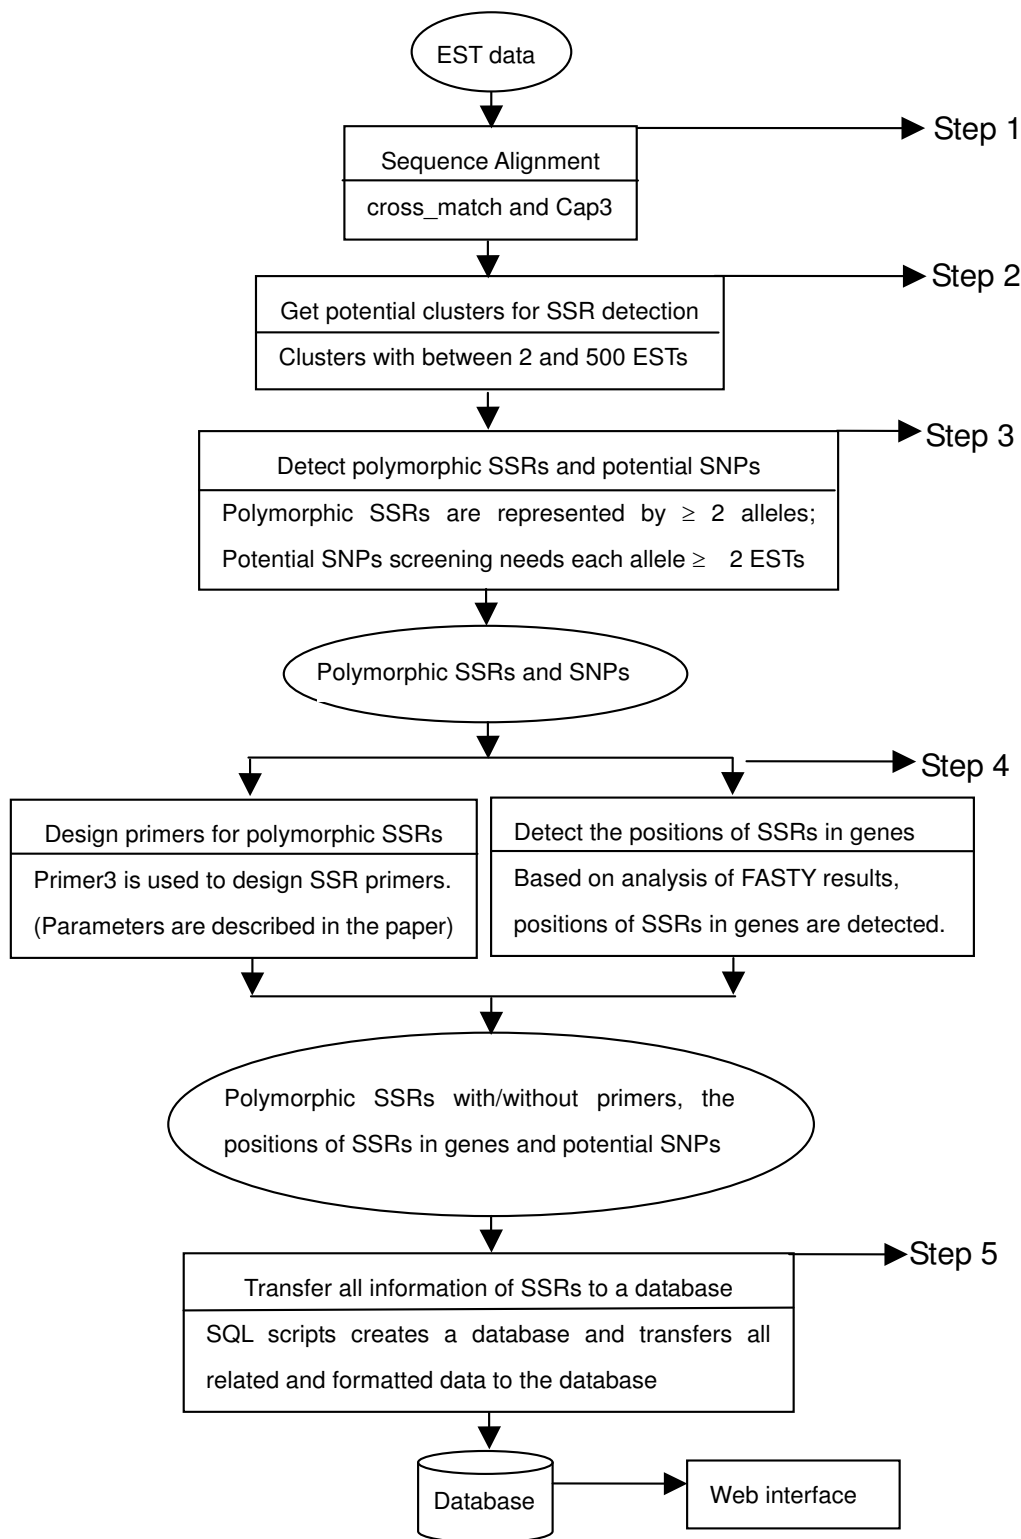 EST data
Step 1
Sequence Alignment
cross_match and Cap3
Step 2
Get potential clusters for SSR detection
Clusters with between 2 and 500 ESTs
Step 3
Detect polymorphic SSRs and potential SNPs
Polymorphic SSRs are represented by ≥ 2 alleles;
Potential SNPs screening needs each allele ≥ 2 ESTs
Polymorphic SSRs and SNPs
Step 4
Design primers for polymorphic SSRs
Primer3 is used to design SSR primers.
(Parameters are described in the paper)
Detect the positions of SSRs in genes
Based on analysis of FASTY results,
positions of SSRs in genes are detected.
Polymorphic SSRs with/without primers, the
positions of SSRs in genes and potential SNPs
Step 5
Transfer all information of SSRs to a database
SQL scripts creates a database and transfers all
related and formatted data to the database
Database
Web interface